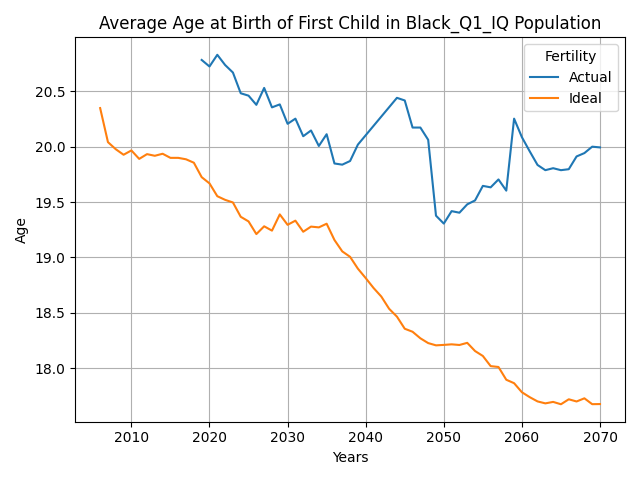 Average Age at Birth of First Child in Black_Q1_IQ Population
Fertility
Actual
Ideal
Age
20.5
20.0
19.5
19.0
18.5
18.0
2010 2020 2030 2040 2050 2060 2070
Years